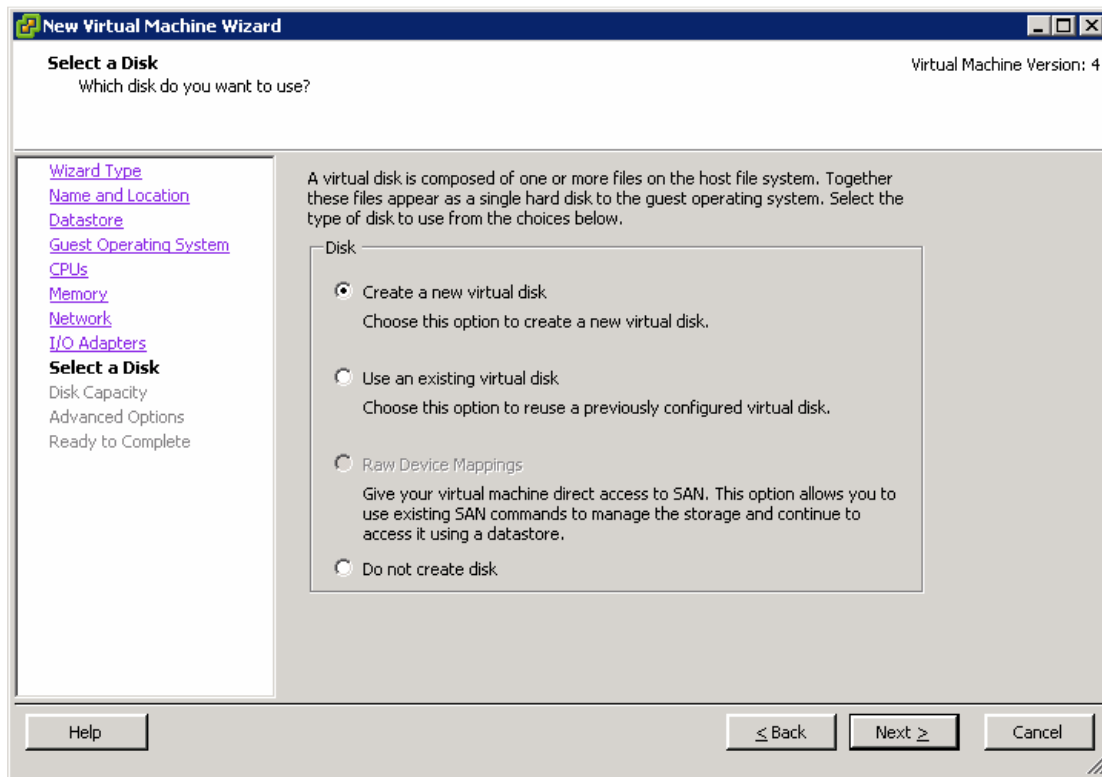 New Virtual Machine Wizard
Select a Disk
Which disk do you want to use?
Virtual Machine Version: 4
Wizard Type
Name and Location
Datastore
Guest Operating System
CPUs
Memory
Network
I/O Adapters
Select a Disk
Disk Capacity
Advanced Options
Ready to Complete
A virtual disk is composed of one or more files on the host file system. Together
these files appear as a single hard disk to the guest operating system. Select the
type of disk to use from the choices below.
Disk
Create a new virtual disk
Choose this option to create a new virtual disk.
Use an existing virtual disk
Choose this option to reuse a previously configured virtual disk.
Raw Device Mappings
Give your virtual machine direct access to SAN. This option allows you to
use existing SAN commands to manage the storage and continue to
access it using a datastore.
Do not create disk
Help
< Back
Next >
Cancel